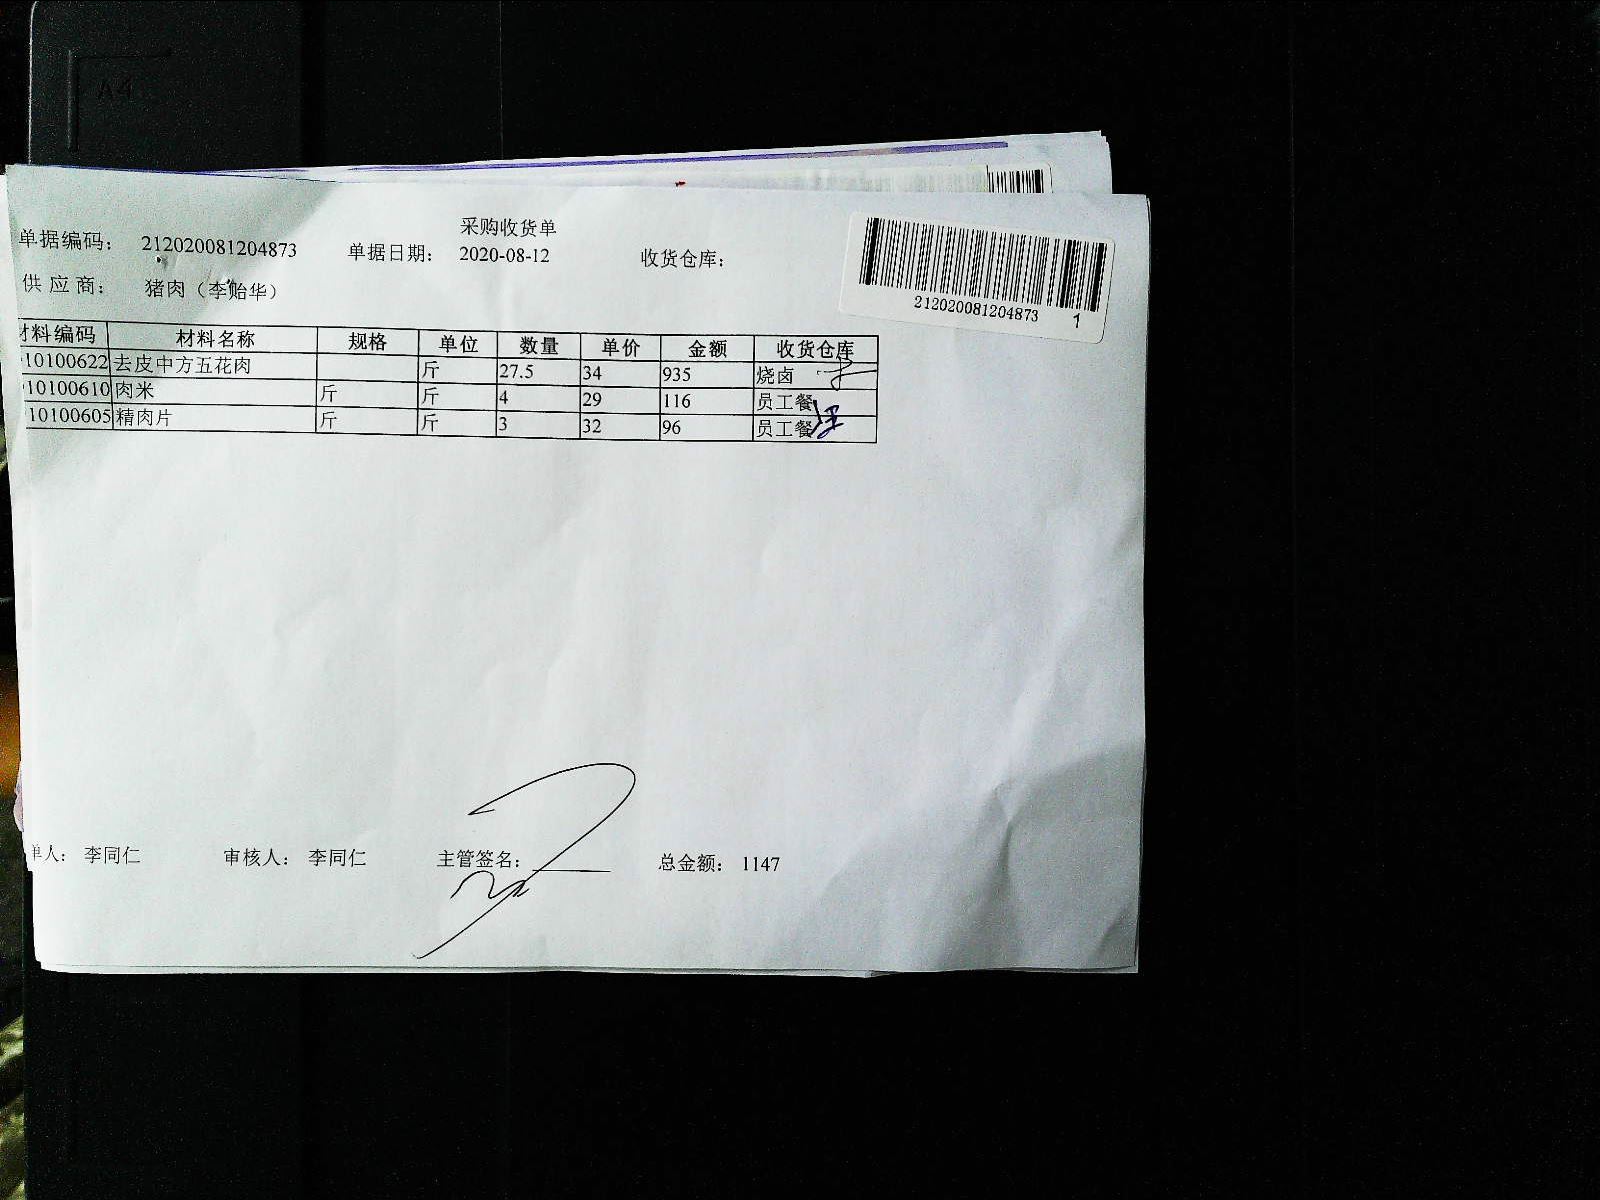 A4
采购收货单
单据编码： 212020081204873 单据日期： 2020-08-12 收货仓库：
供应商： 猪肉（李贻华）
212020081204873 1
材料编码 材料名称 规格 单位 数量 单价 金额 收货仓库
10100622 去皮中方五花肉 斤 27.5 34 935 烧卤
10100610 肉米 斤 斤 4 29 116 员工餐
10100605 精肉片 斤 斤 3 32 96 员工餐
单人： 李同仁 审核人： 李同仁 主管签名： 总金额： 1147